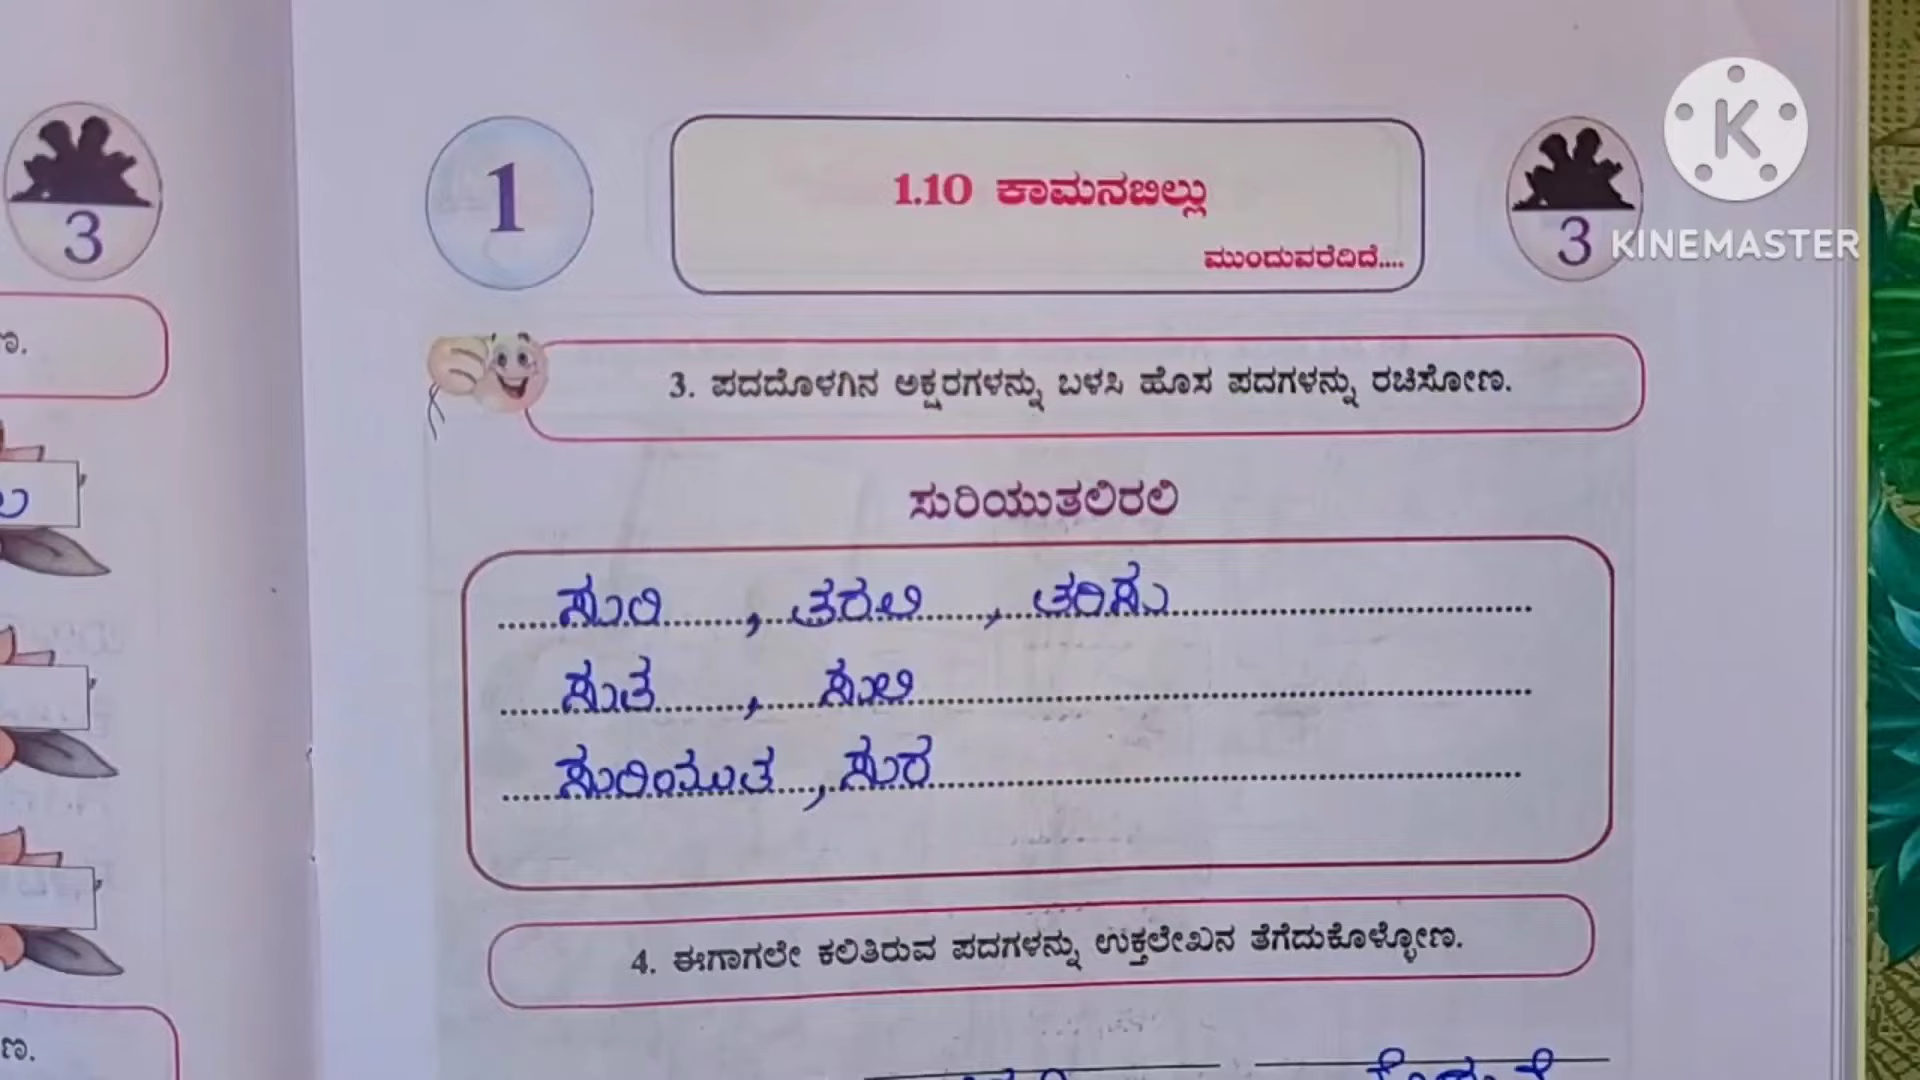 3
ಣ.
ಲ
ಣ.
1
1.10 ಕಾಮನಬಿಲ್ಲು
ಮುಂದುವರೆದಿದೆ....
3
K
KINEMASTER
3. ಪದದೊಳಗಿನ ಅಕ್ಷರಗಳನ್ನು ಬಳಸಿ ಹೊಸ ಪದಗಳನ್ನು ರಚಿಸೋಣ.
ಸುರಿಯುತಲಿರಲಿ
ಸುರಿ , ತರಲಿ , ತರಿಸು
ಸುತ , ಸುಲಿ
ಸುರಿಯುತ , ಸುರ
4. ಈಗಾಗಲೇ ಕಲಿತಿರುವ ಪದಗಳನ್ನು ಉಕ್ತಲೇಖನ ತೆಗೆದುಕೊಳ್ಳೋಣ.